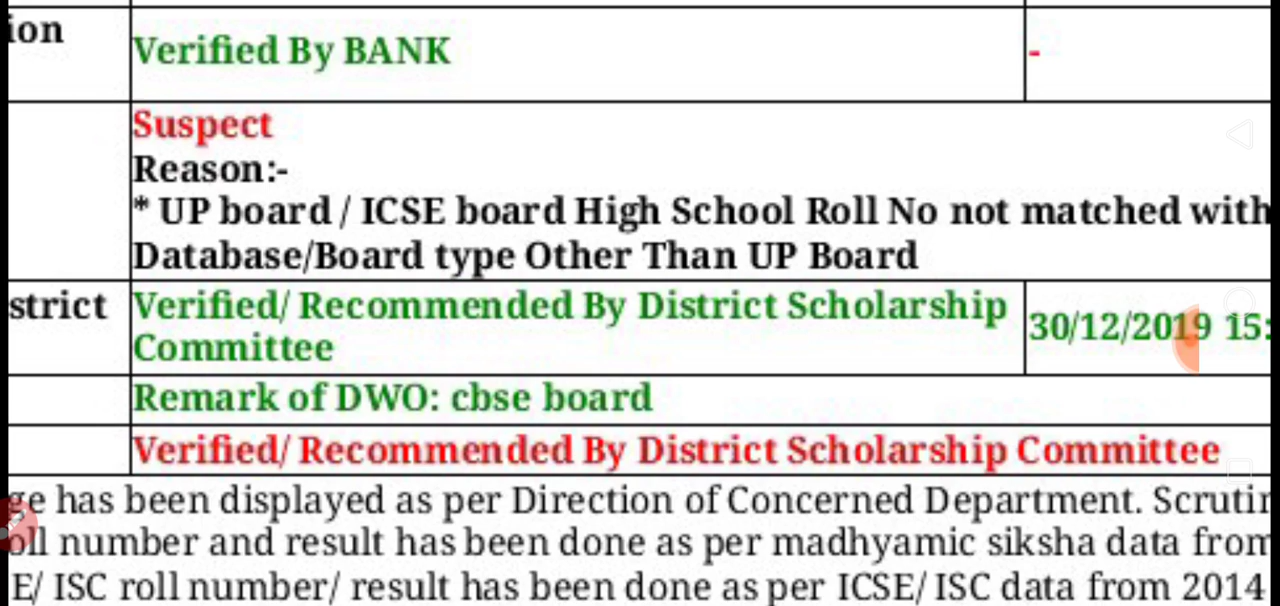 ion
Verified By BANK
-
Suspect
Reason:-
* UP board / ICSE board High School Roll No not matched with
Database/Board type Other Than UP Board
strict
Verified/ Recommended By District Scholarship
Committee
30/12/2019 15:
Remark of DWO: cbse board
Verified/ Recommended By District Scholarship Committee
ge has been displayed as per Direction of Concerned Department. Scrutin
oll number and result has been done as per madhyamic siksha data from
E/ ISC roll number/ result has been done as per ICSE/ ISC data from 2014